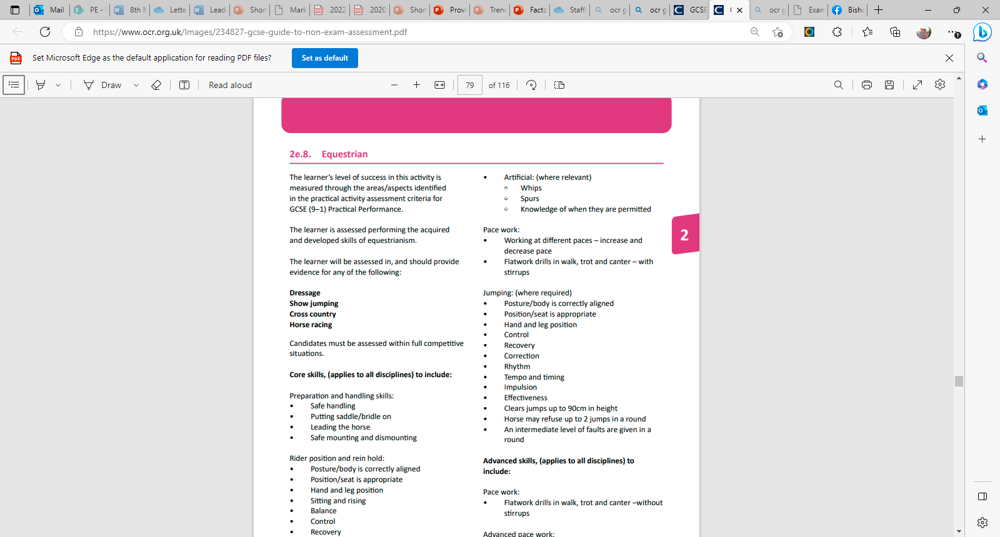 Mail
PE -
8th
Lette
Lead
Short
Mark
2022
2020
Short
Provi
Trend
Facto
Staffi
ocr g
ocr g
GCSE
ocr g
Exam
Bisho
https://www.ocr.org.uk/Images/234827-gcse-guide-to-non-exam-assessment.pdf
PDF
Set Microsoft Edge as the default application for reading PDF files?
Set as default
Draw
Read aloud
79 of 116
2e.8. Equestrian
The learner's level of success in this activity is
measured through the areas/aspects identified
in the practical activity assessment criteria for
GCSE (9–1) Practical Performance.
The learner is assessed performing the acquired
and developed skills of equestrianism.
The learner will be assessed in, and should provide
evidence for any of the following:
Dressage
Show jumping
Cross country
Horse racing
Candidates must be assessed within full competitive
situations.
Core skills, (applies to all disciplines) to include:
Preparation and handling skills:
• Safe handling
• Putting saddle/bridle on
• Leading the horse
• Safe mounting and dismounting
Rider position and rein hold:
• Posture/body is correctly aligned
• Position/seat is appropriate
• Hand and leg position
• Sitting and rising
• Balance
• Control
• Recovery
• Artificial: (where relevant)
○ Whips
○ Spurs
○ Knowledge of when they are permitted
Pace work:
• Working at different paces – increase and
decrease pace
• Flatwork drills in walk, trot and canter – with
stirrups
Jumping: (where required)
• Posture/body is correctly aligned
• Position/seat is appropriate
• Hand and leg position
• Control
• Recovery
• Correction
• Rhythm
• Tempo and timing
• Impulsion
• Effectiveness
• Clears jumps up to 90cm in height
• Horse may refuse up to 2 jumps in a round
• An intermediate level of faults are given in a
round
Advanced skills, (applies to all disciplines) to
include:
Pace work:
• Flatwork drills in walk, trot and canter –without
stirrups
Advanced pace work:
2